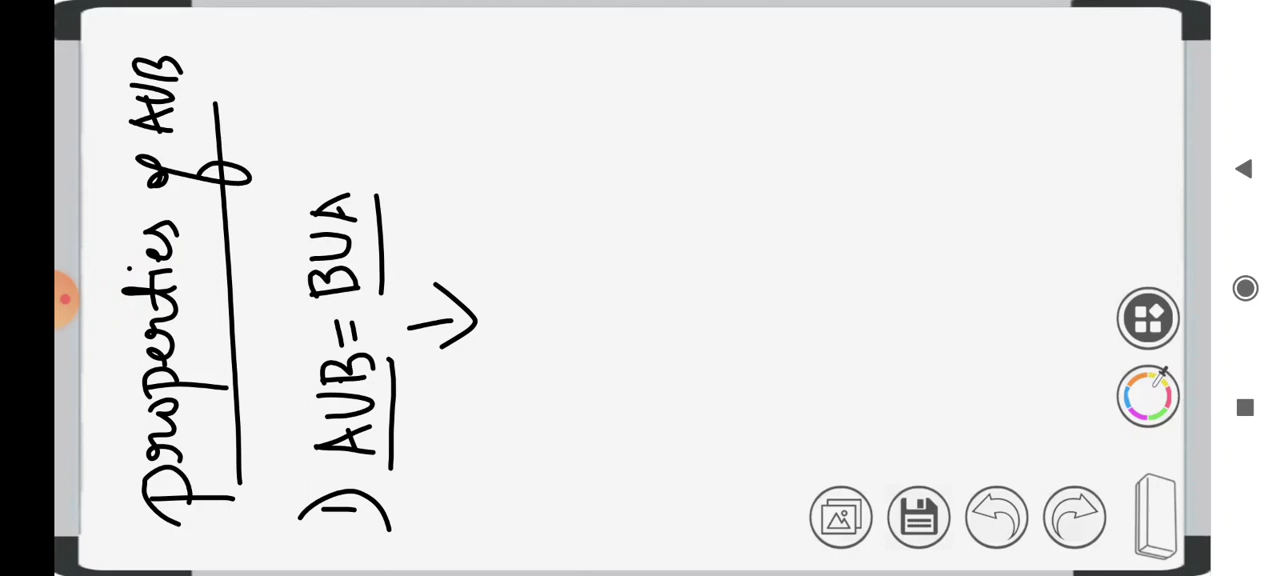 properties of AUB
1) AUB = BUA